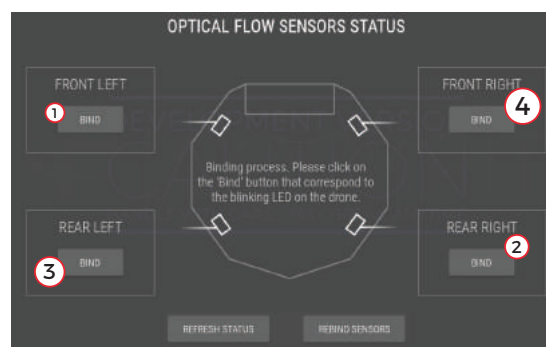 OPTICAL FLOW SENSORS STATUS
FRONT LEFT
1
BIND
FRONT RIGHT
4
BIND
Binding process. Please click on
the 'Bind' button that correspond to
the blinking LED on the drone.
REAR LEFT
3
BIND
REAR RIGHT
2
BIND
REFRESH STATUS
REBIND SENSORS